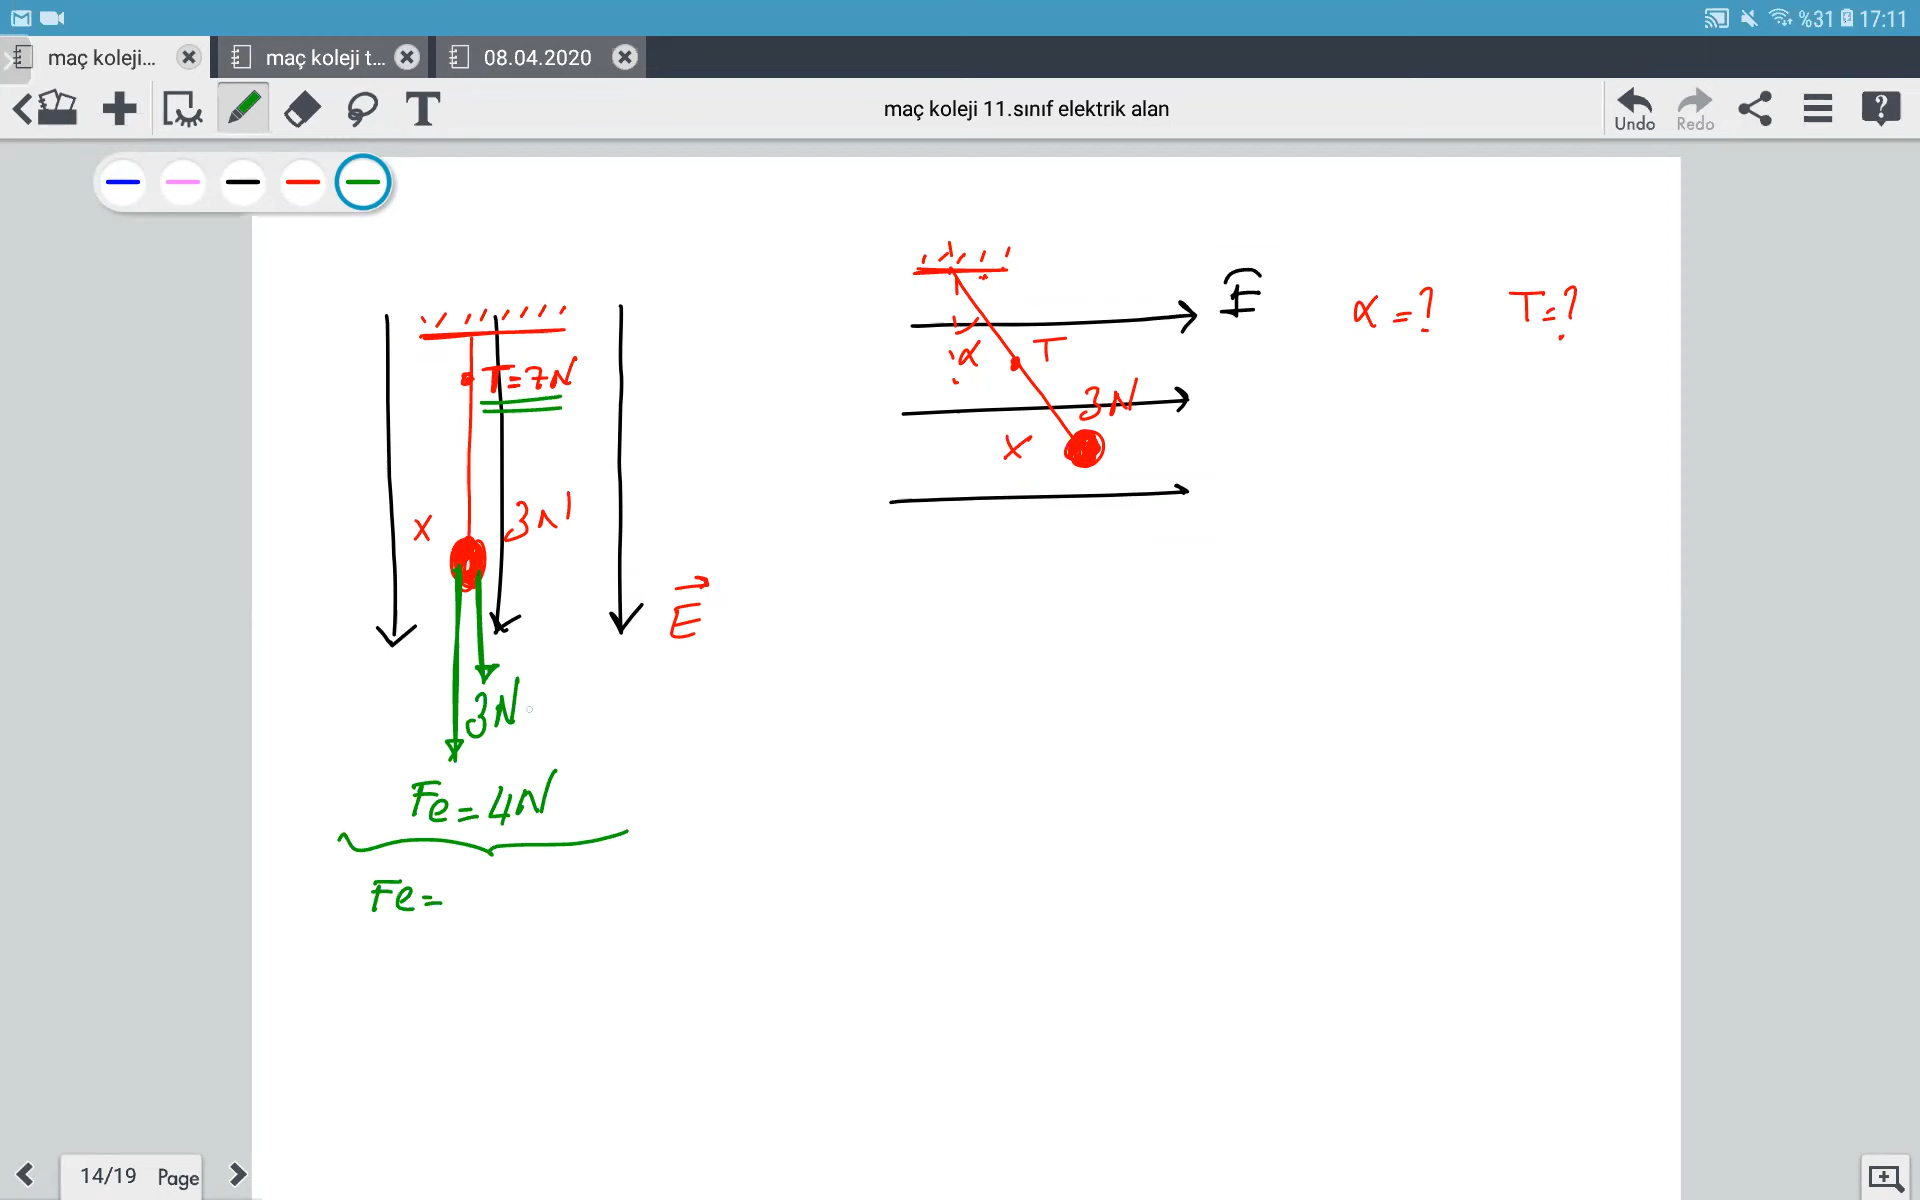 %31 17:11
maç koleji...
maç koleji t...
08.04.2020
T
maç koleji 11.sınıf elektrik alan
Undo
Redo
?
T=7N
X
3N
E
3N
Fe=4N
Fe=
E
α=?
T=?
α
T
3N
X
14/19 Page